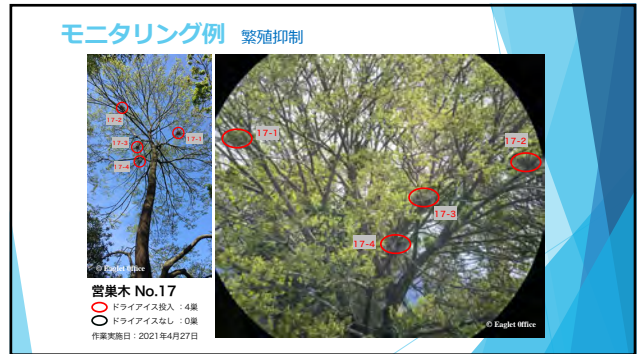 モニタリング例 繁殖抑制
17-2
17-1
17-3
17-4
© Eaglet Office
17-1
17-2
17-3
17-4
© Eaglet Office
営巣木 No.17
ドライアイス投入 : 4巣
ドライアイスなし : 0巣
作業実施日:2021年4月27日